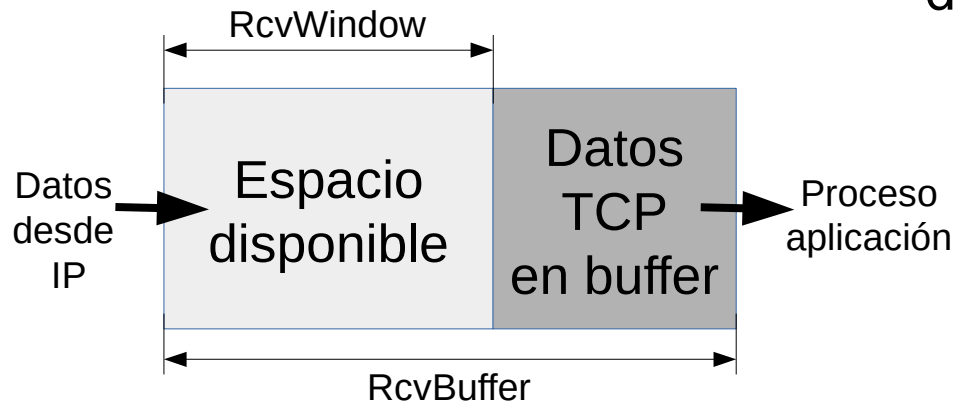 RcvWindow
Datos
desde
IP
Espacio
disponible
Datos
TCP
en buffer
Proceso
aplicación
RcvBuffer